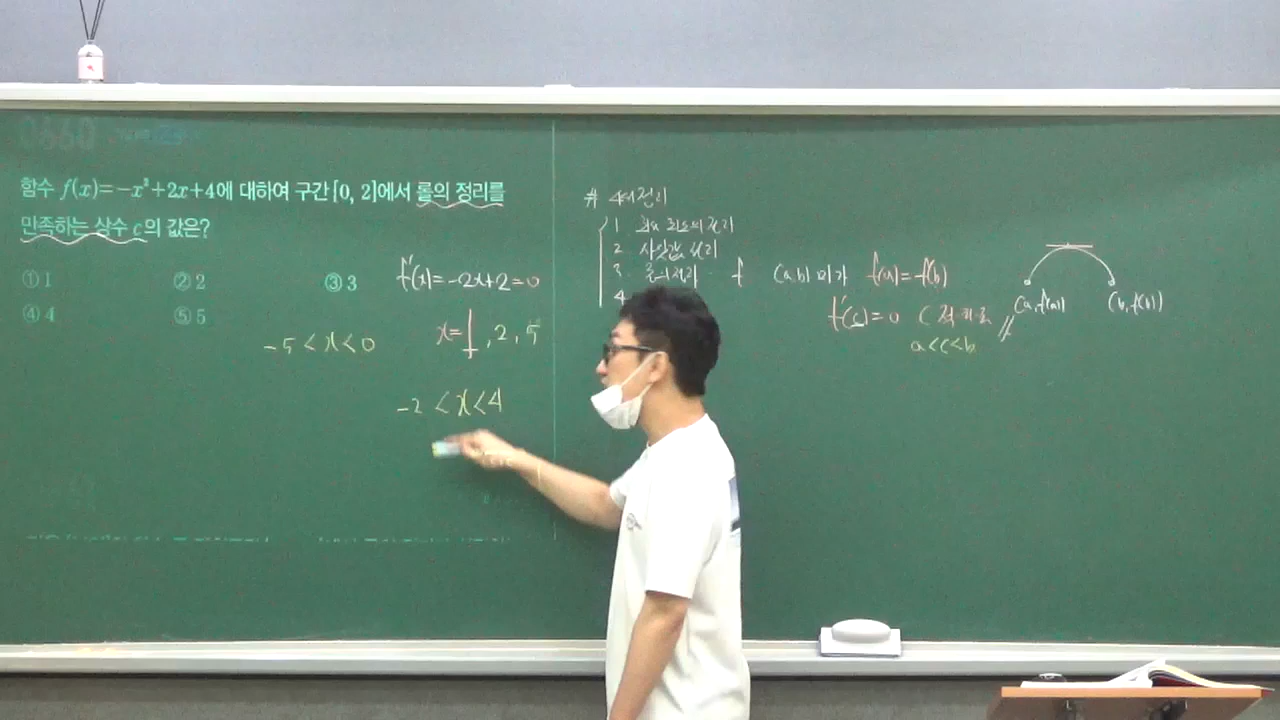 0660
함수 f(x)=-x²+2x+4에 대하여 구간 [0, 2]에서 롤의 정리를
만족하는 상수 c의 값은?
① 1 ② 2 ③ 3
④ 4 ⑤ 5
f'(x)=-2x+2=0
x=1, 2, 5
-5<x<0
-2<x<4
# 4대정리
1 최대 최소의 정리
2 사잇값 정리
3 롤의정리 f (a,b) 미가 f(a)=f(b)
4
f'(c)=0 C 적어도
a<c<b
(a, f(a)) (b, f(b))